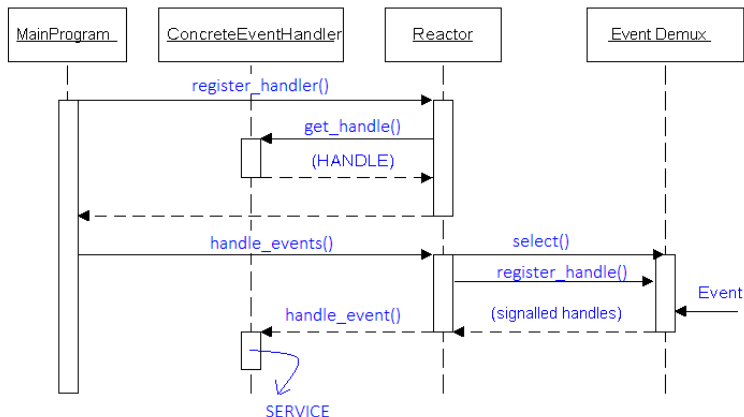 MainProgram
ConcreteEventHandler
Reactor
Event Demux
register_handler()
get_handle()
(HANDLE)
handle_events()
select()
register_handle()
Event
handle_event()
(signalled handles)
SERVICE